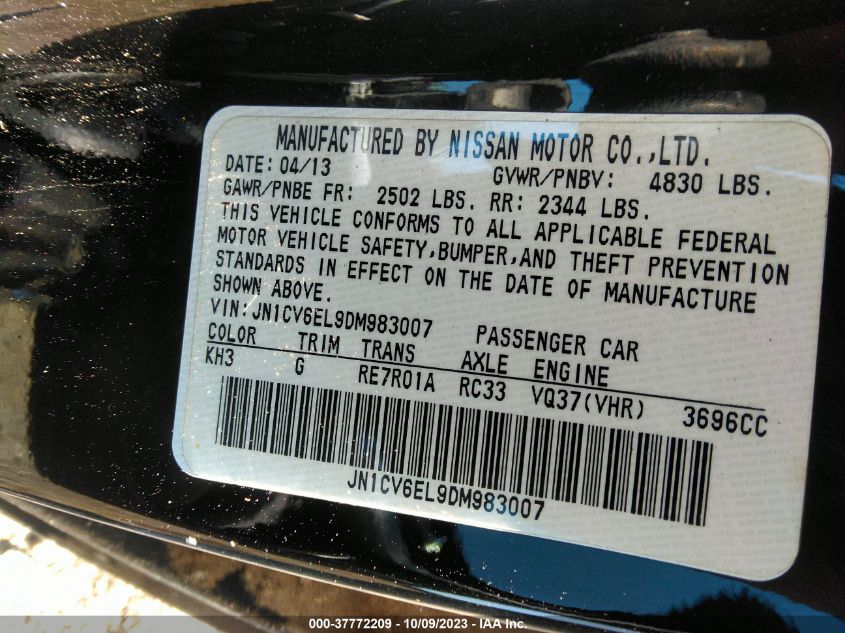 MANUFACTURED BY NISSAN MOTOR CO.,LTD.
DATE: 04/13 GVWR/PNBV: 4830 LBS.
GAWR/PNBE FR: 2502 LBS. RR: 2344 LBS.
THIS VEHICLE CONFORMS TO ALL APPLICABLE FEDERAL
MOTOR VEHICLE SAFETY,BUMPER,AND THEFT PREVENTION
STANDARDS IN EFFECT ON THE DATE OF MANUFACTURE
SHOWN ABOVE.
VIN:JN1CV6EL9DM983007 PASSENGER CAR
COLOR TRIM TRANS AXLE ENGINE
KH3 G RE7R01A RC33 VQ37(VHR) 3696CC
JN1CV6EL9DM983007
000-37772209 - 10/09/2023 - IAA Inc.